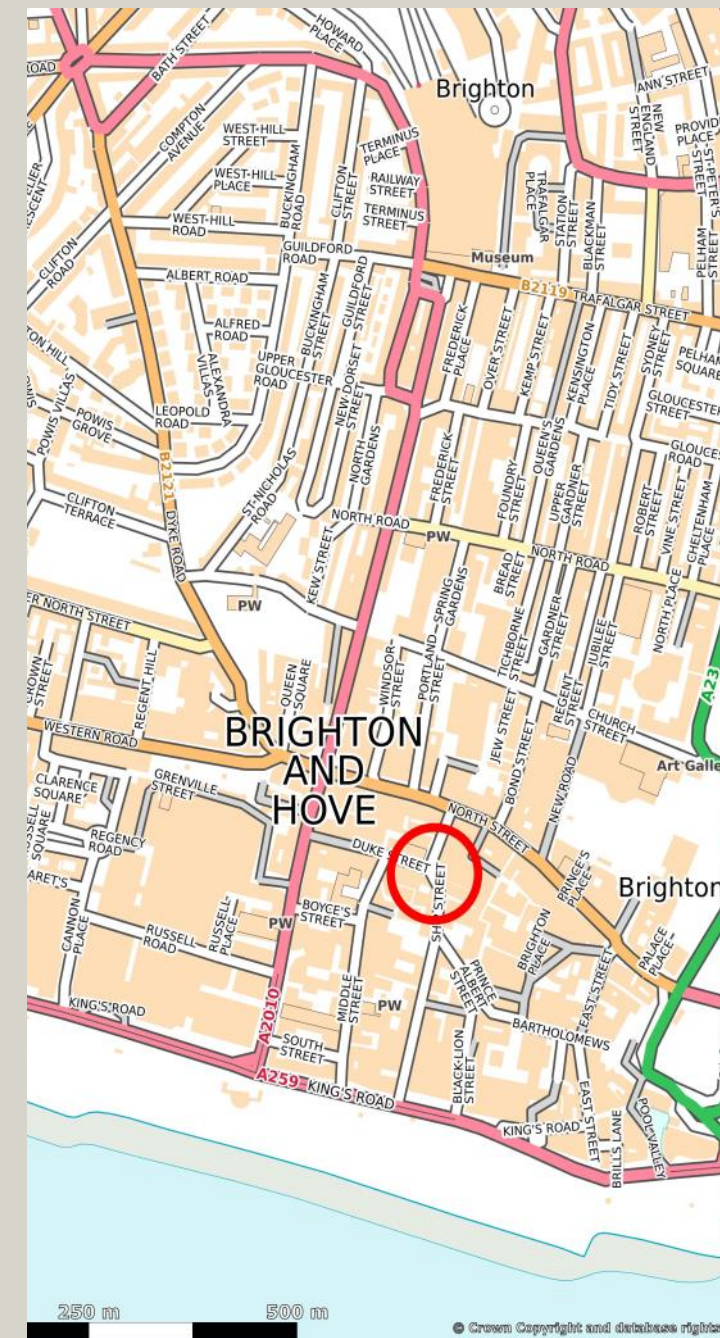 HOWARD
PLACE
ROAD
BATH STREET
Brighton
ANN STREET
NEW
ENGLAND
STREET
COMPTON
AVENUE
WEST-HILL
STREET
TERMINUS
PLACE
PROVID
PLACE
ST-PETER'S
STREET
PELHAM
WEST-HILL
PLACE
BUCKINGHAM
ROAD
CLIFTON
STREET
RAILWAY
STREET
TERMINUS
STREET
TRAFALGAR
PLACE
STATION
STREET
BLACKMAN
STREET
WEST-HILL
ROAD
CLIFTON
ROAD
GUILDFORD
ROAD
Museum
ALBERT ROAD
B2119
TRAFALGAR STREET
BUCKINGHAM
STREET
GUILDFORD
STREET
FREDERICK
PLACE
OVER STREET
KEMP STREET
KENSINGTON
PLACE
TIDY STREET
SYDNEY
STREET
ALFRED
ROAD
ALEXANDRA
VILLAS
UPPER
GLOUCESTER
ROAD
NEW-DORSET
STREET
PELHAM
SQUARE
TON HILL
POWIS VILLAS
POWIS
GROVE
LEOPOLD
ROAD
GLOUCESTER
STREET
GLOUCES
ROAD
B2121
DYKE ROAD
NORTH
GARDENS
FREDERICK
STREET
FOUNDRY
STREET
QUEEN'S
GARDENS
UPPER
GARDNER
STREET
ROBERT
STREET
VINE STREET
CHELTENHAM
PLACE
CLIFTON
TERRACE
ST-NICHOLAS
ROAD
NORTH ROAD
PW
NORTH ROAD
KEW STREET
BREAD
STREET
SPRING
GARDENS
PW
ER NORTH STREET
TICHBORNE
STREET
GARDNER
STREET
JUBILEE
STREET
NORTH PLACE
A23
CROWN
STREET
REGENT HILL
QUEEN
SQUARE
WINDSOR
STREET
PORTLAND
STREET
JEW STREET
BOND STREET
REGENT
STREET
CHURCH
STREET
WESTERN ROAD
BRIGHTON
AND
HOVE
Art Galle
CLARENCE
SQUARE
GRENVILLE
STREET
NEW ROAD
NORTH STREET
RUSSELL
SQUARE
REGENCY
ROAD
DUKE STREET
PRINCE'S
PLACE
Brighton
ARET'S
CANNON
PLACE
BOYCE'S
STREET
PW
RUSSELL
ROAD
RUSSELL
PLACE
STREET
BRIGHTON
PLACE
PALACE
PLACE
EAST STREET
PRINCE
ALBERT
STREET
MIDDLE
STREET
PW
KING'S ROAD
A2010
BARTHOLOMEWS
SOUTH
STREET
BLACK-LION
STREET
A259
KING'S ROAD
KING'S ROAD
EAST STREET
BRILLS LANE
POOL VALLEY
250 m
500 m
© Crown Copyright and database rights